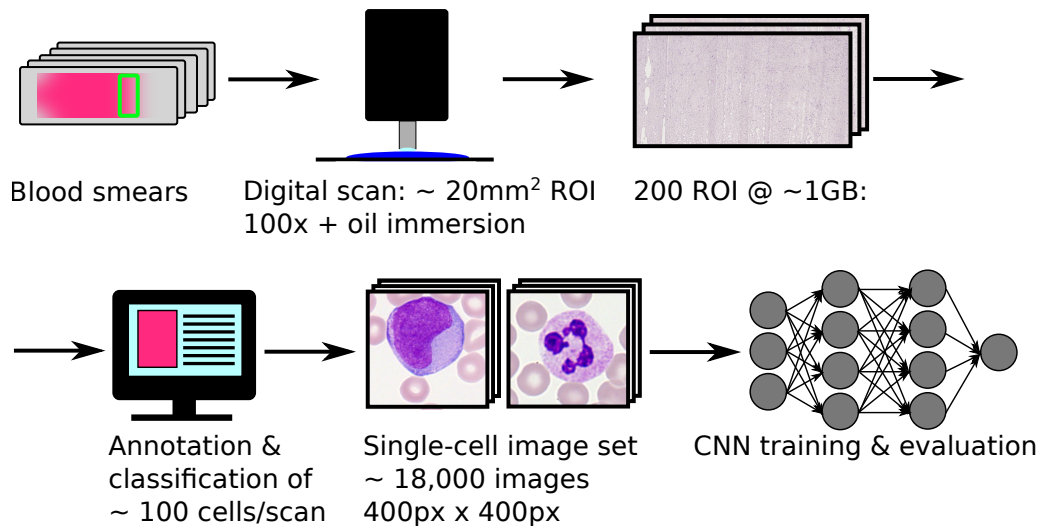 Blood smears
Digital scan: ~ 20mm² ROI
100x + oil immersion
200 ROI @ ~1GB:
Annotation &
classification of
~ 100 cells/scan
Single-cell image set
~ 18,000 images
400px x 400px
CNN training & evaluation